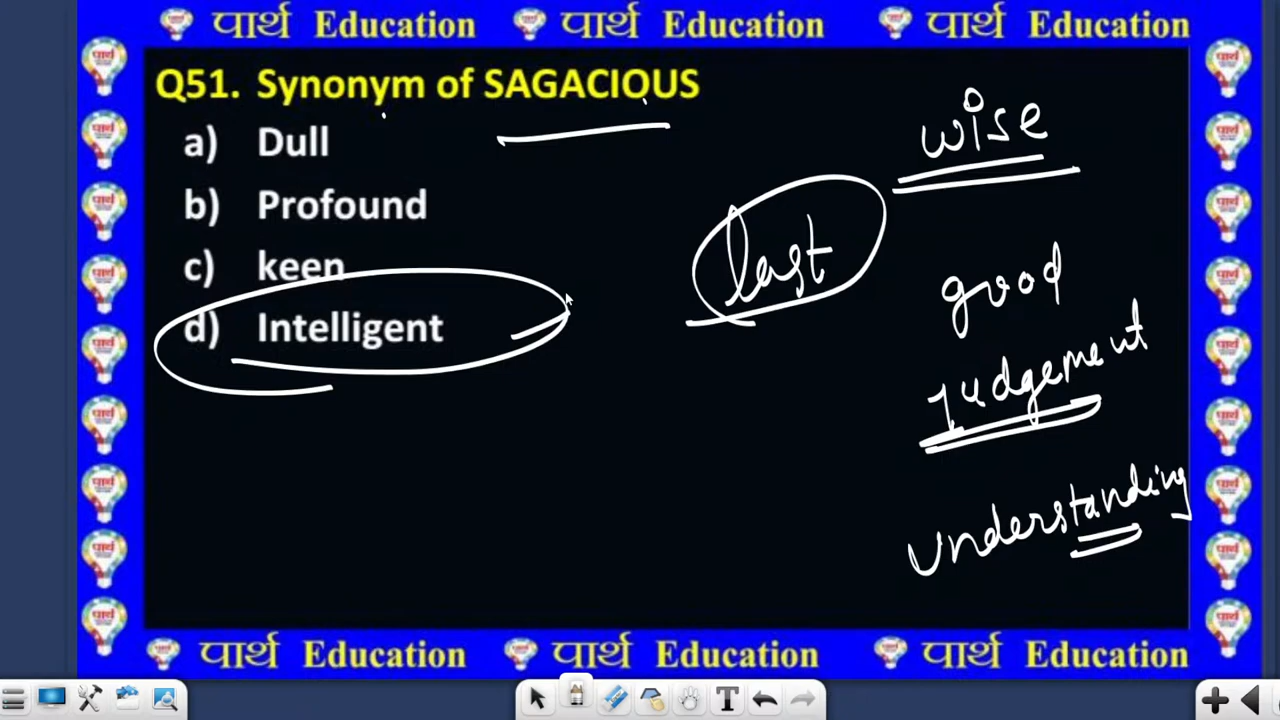 पार्थ Education पार्थ Education पार्थ Education
Q51. Synonym of SAGACIOUS
a) Dull
b) Profound
c) keen
d) Intelligent
wise
last
good
judgement
understanding
पार्थ Education पार्थ Education पार्थ Education